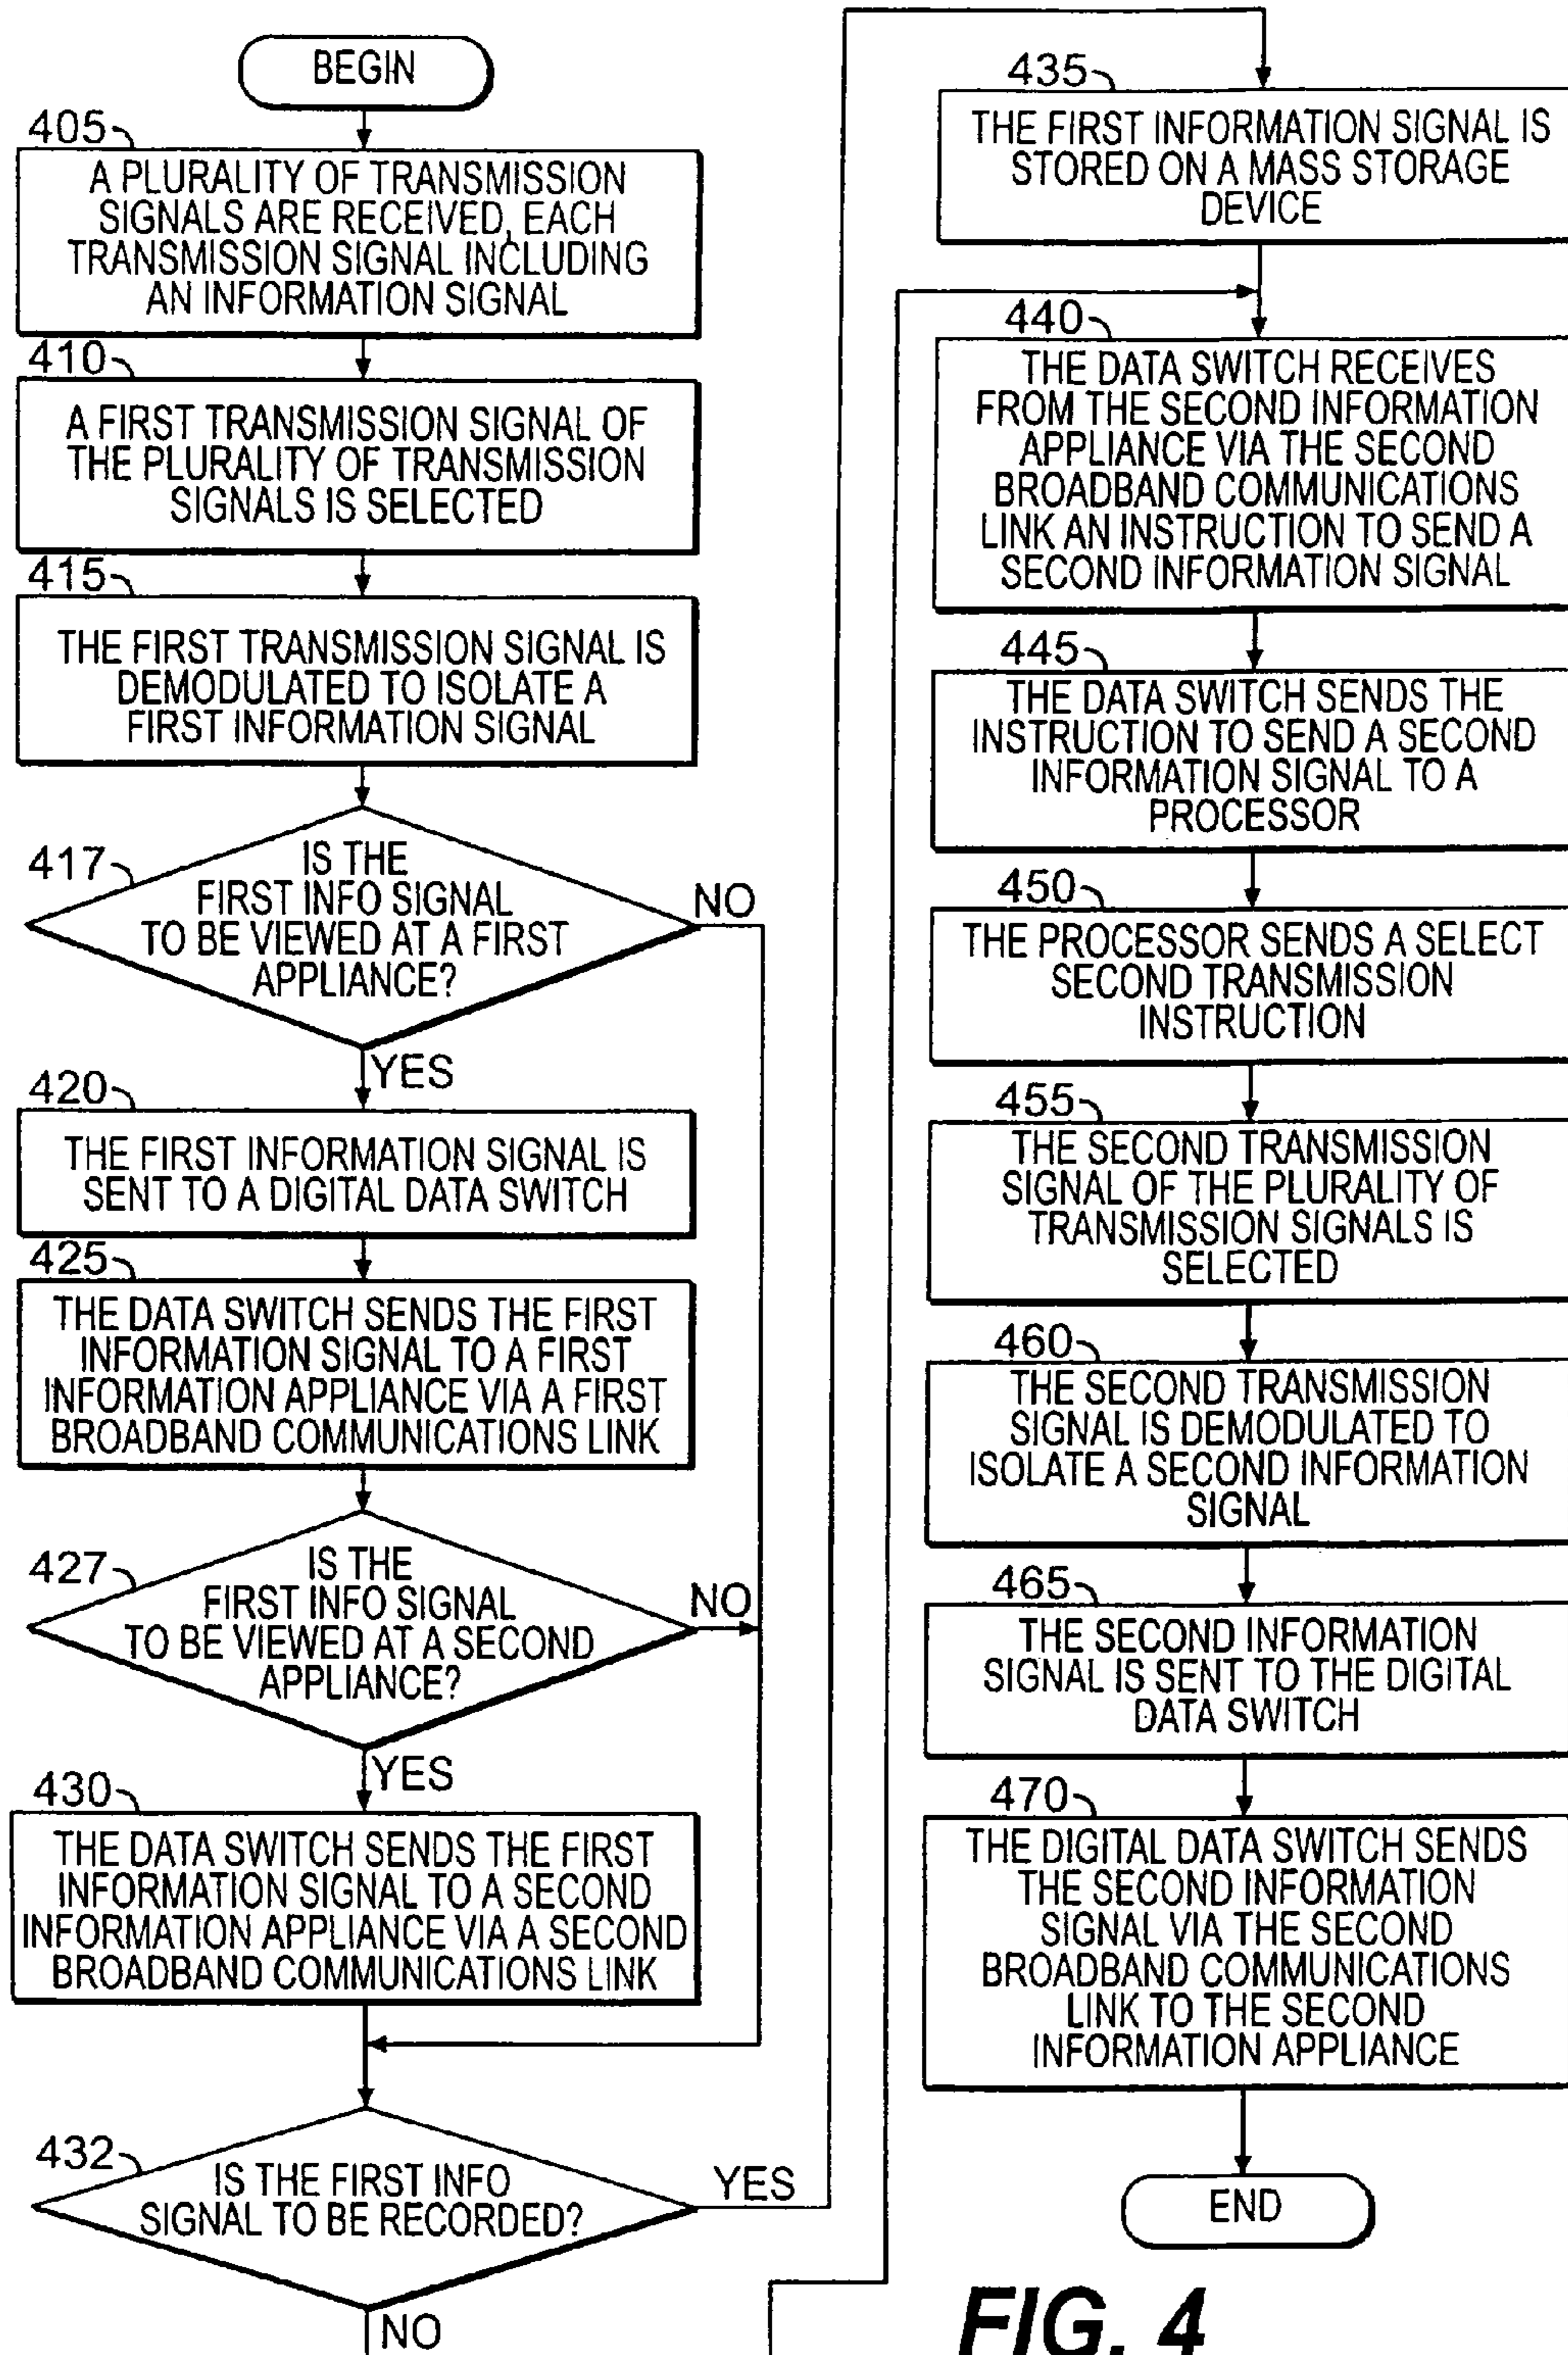 BEGIN
405
A PLURALITY OF TRANSMISSION
SIGNALS ARE RECEIVED, EACH
TRANSMISSION SIGNAL INCLUDING
AN INFORMATION SIGNAL
410
A FIRST TRANSMISSION SIGNAL OF
THE PLURALITY OF TRANSMISSION
SIGNALS IS SELECTED
415
THE FIRST TRANSMISSION SIGNAL IS
DEMODULATED TO ISOLATE A
FIRST INFORMATION SIGNAL
417
IS THE
FIRST INFO SIGNAL
TO BE VIEWED AT A FIRST
APPLIANCE?
NO
YES
420
THE FIRST INFORMATION SIGNAL IS
SENT TO A DIGITAL DATA SWITCH
425
THE DATA SWITCH SENDS THE FIRST
INFORMATION SIGNAL TO A FIRST
INFORMATION APPLIANCE VIA A FIRST
BROADBAND COMMUNICATIONS LINK
427
IS THE
FIRST INFO SIGNAL
TO BE VIEWED AT A SECOND
APPLIANCE?
NO
YES
430
THE DATA SWITCH SENDS THE FIRST
INFORMATION SIGNAL TO A SECOND
INFORMATION APPLIANCE VIA A SECOND
BROADBAND COMMUNICATIONS LINK
432
IS THE FIRST INFO
SIGNAL TO BE RECORDED?
YES
NO
435
THE FIRST INFORMATION SIGNAL IS
STORED ON A MASS STORAGE
DEVICE
440
THE DATA SWITCH RECEIVES
FROM THE SECOND INFORMATION
APPLIANCE VIA THE SECOND
BROADBAND COMMUNICATIONS
LINK AN INSTRUCTION TO SEND A
SECOND INFORMATION SIGNAL
445
THE DATA SWITCH SENDS THE
INSTRUCTION TO SEND A SECOND
INFORMATION SIGNAL TO A
PROCESSOR
450
THE PROCESSOR SENDS A SELECT
SECOND TRANSMISSION
INSTRUCTION
455
THE SECOND TRANSMISSION
SIGNAL OF THE PLURALITY OF
TRANSMISSION SIGNALS IS
SELECTED
460
THE SECOND TRANSMISSION
SIGNAL IS DEMODULATED TO
ISOLATE A SECOND INFORMATION
SIGNAL
465
THE SECOND INFORMATION
SIGNAL IS SENT TO THE DIGITAL
DATA SWITCH
470
THE DIGITAL DATA SWITCH SENDS
THE SECOND INFORMATION
SIGNAL VIA THE SECOND
BROADBAND COMMUNICATIONS
LINK TO THE SECOND
INFORMATION APPLIANCE
END
FIG. 4